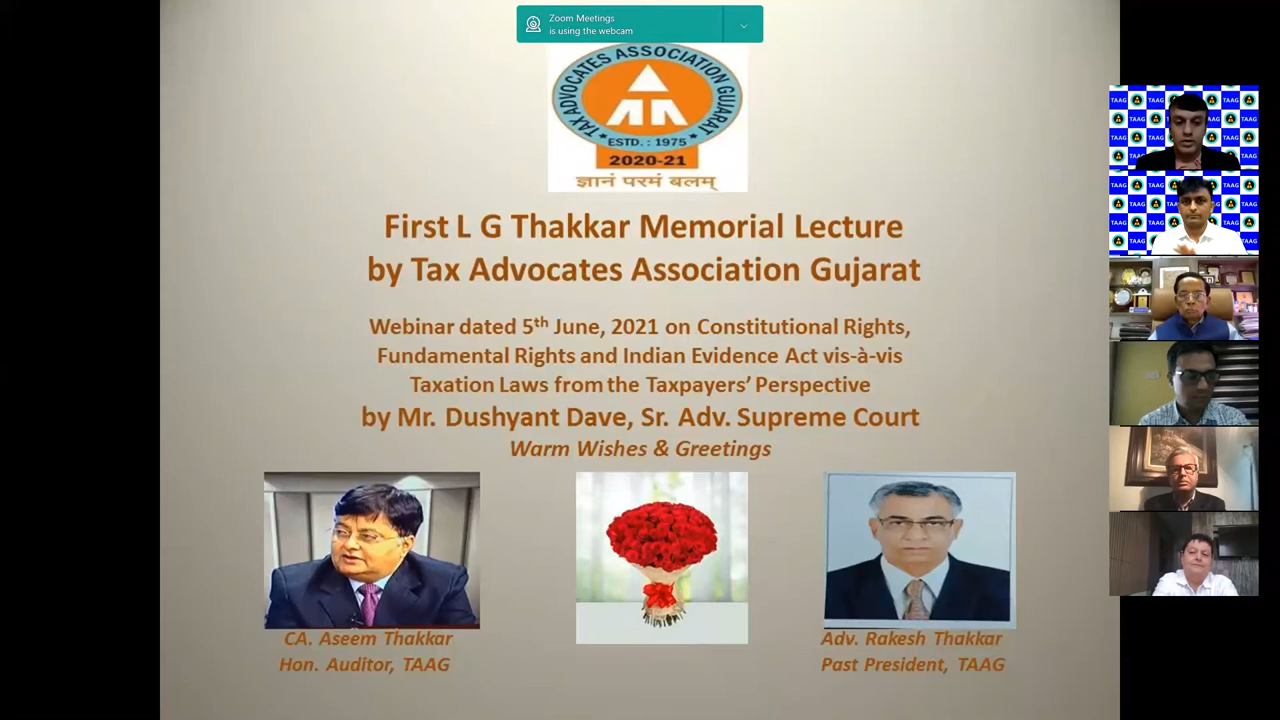 Zoom Meetings
is using the webcam
TAX ADVOCATES ASSOCIATION GUJARAT
ESTD. : 1975
2020-21
ज्ञानं परमं बलम्
First L G Thakkar Memorial Lecture
by Tax Advocates Association Gujarat
Webinar dated 5th June, 2021 on Constitutional Rights,
Fundamental Rights and Indian Evidence Act vis-à-vis
Taxation Laws from the Taxpayers' Perspective
by Mr. Dushyant Dave, Sr. Adv. Supreme Court
Warm Wishes & Greetings
CA. Aseem Thakkar
Hon. Auditor, TAAG
Adv. Rakesh Thakkar
Past President, TAAG
TAAG
TAAG